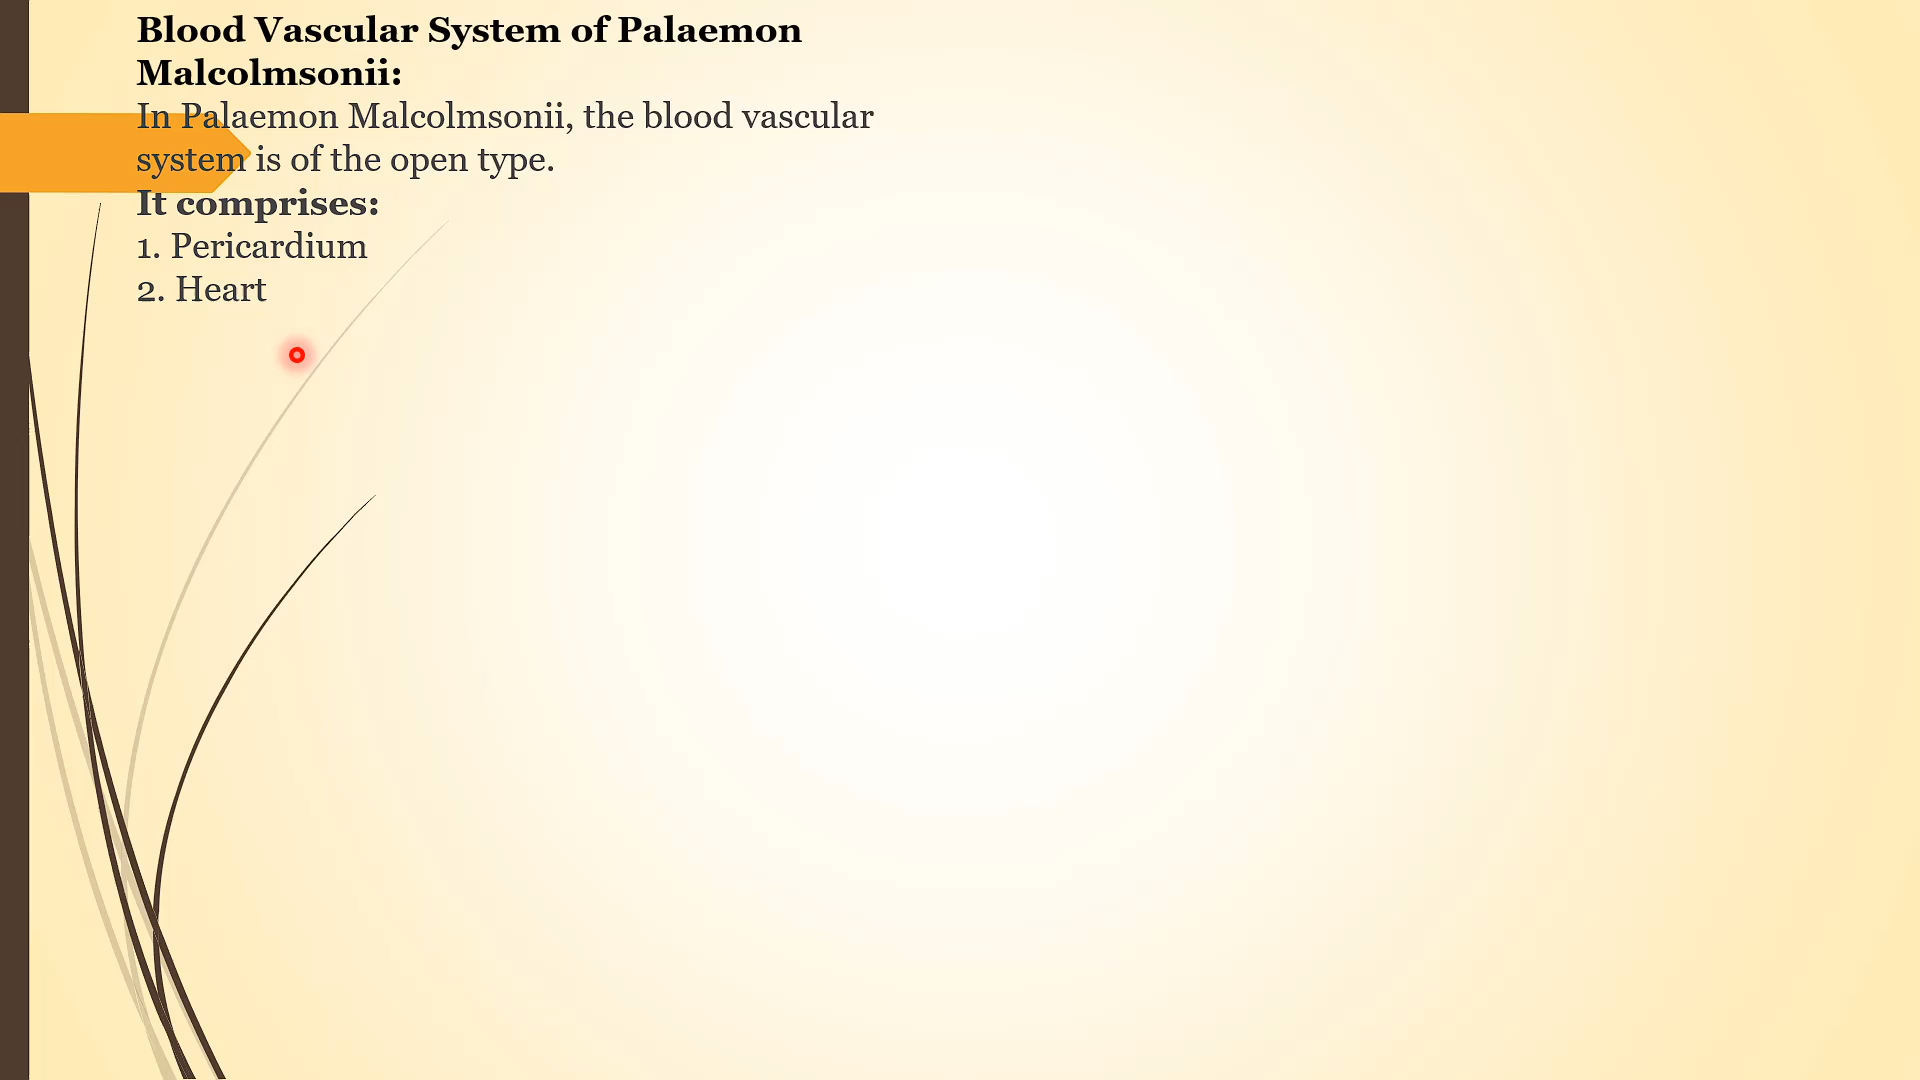 Blood Vascular System of Palaemon
Malcolmsonii:
In Palaemon Malcolmsonii, the blood vascular
system is of the open type.
It comprises:
1. Pericardium
2. Heart